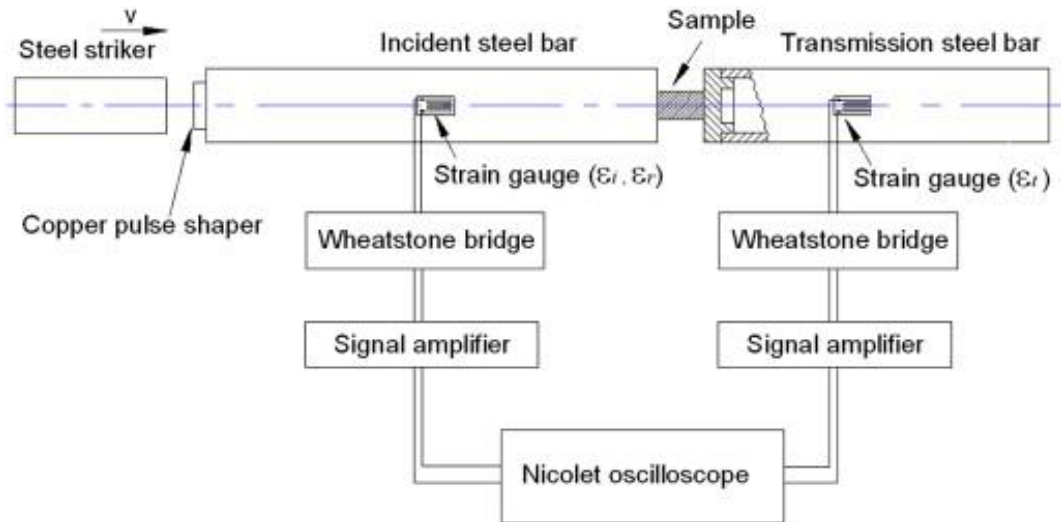 V
Steel striker
Incident steel bar
Sample
Transmission steel bar
Strain gauge (εi , εr)
Strain gauge (εt)
Copper pulse shaper
Wheatstone bridge
Wheatstone bridge
Signal amplifier
Signal amplifier
Nicolet oscilloscope